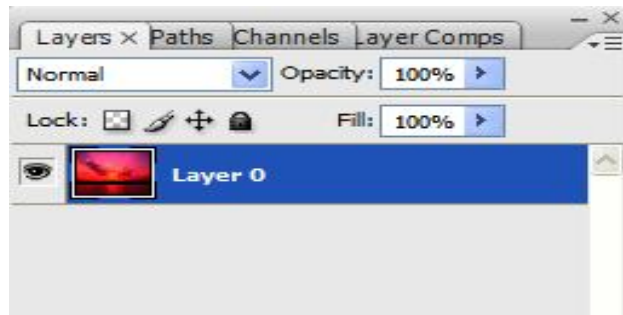 Layers Paths Channels Layer Comps
Normal Opacity: 100%
Lock: Fill: 100%
Layer 0